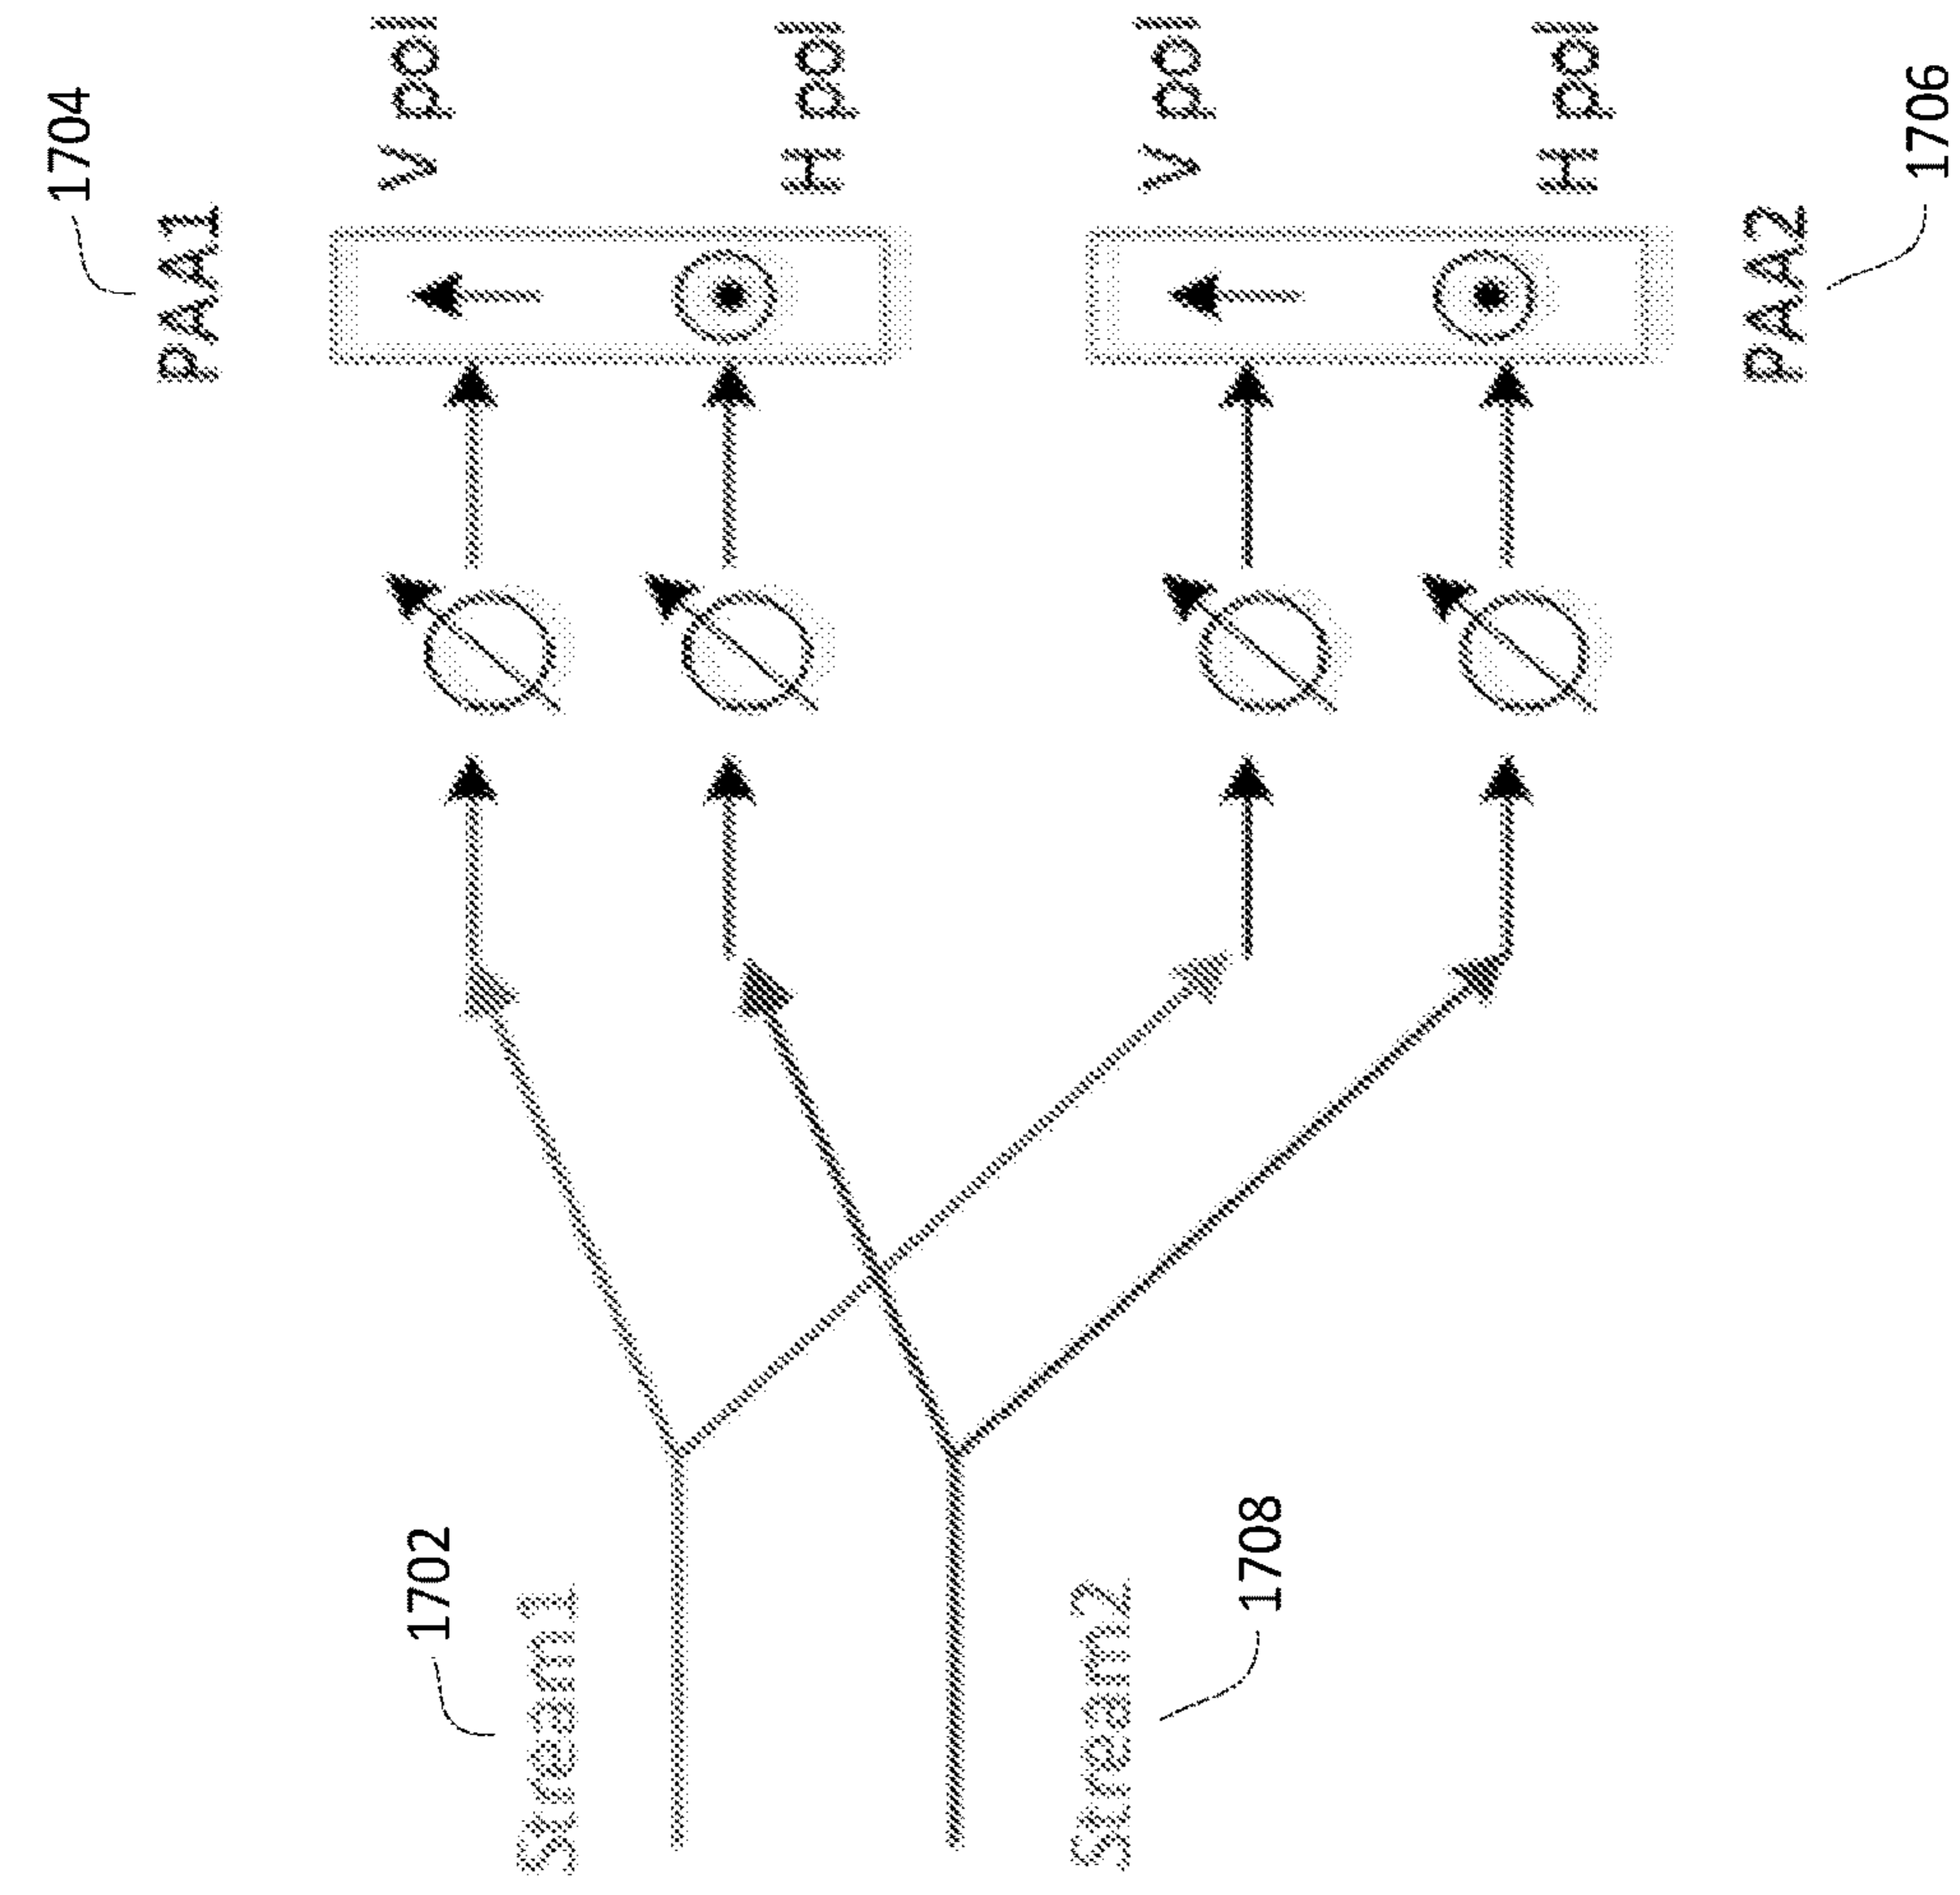 1702
Stream1
Stream2
1708
1704
PAA1
V pol
H pol
V pol
H pol
PAA2
1706